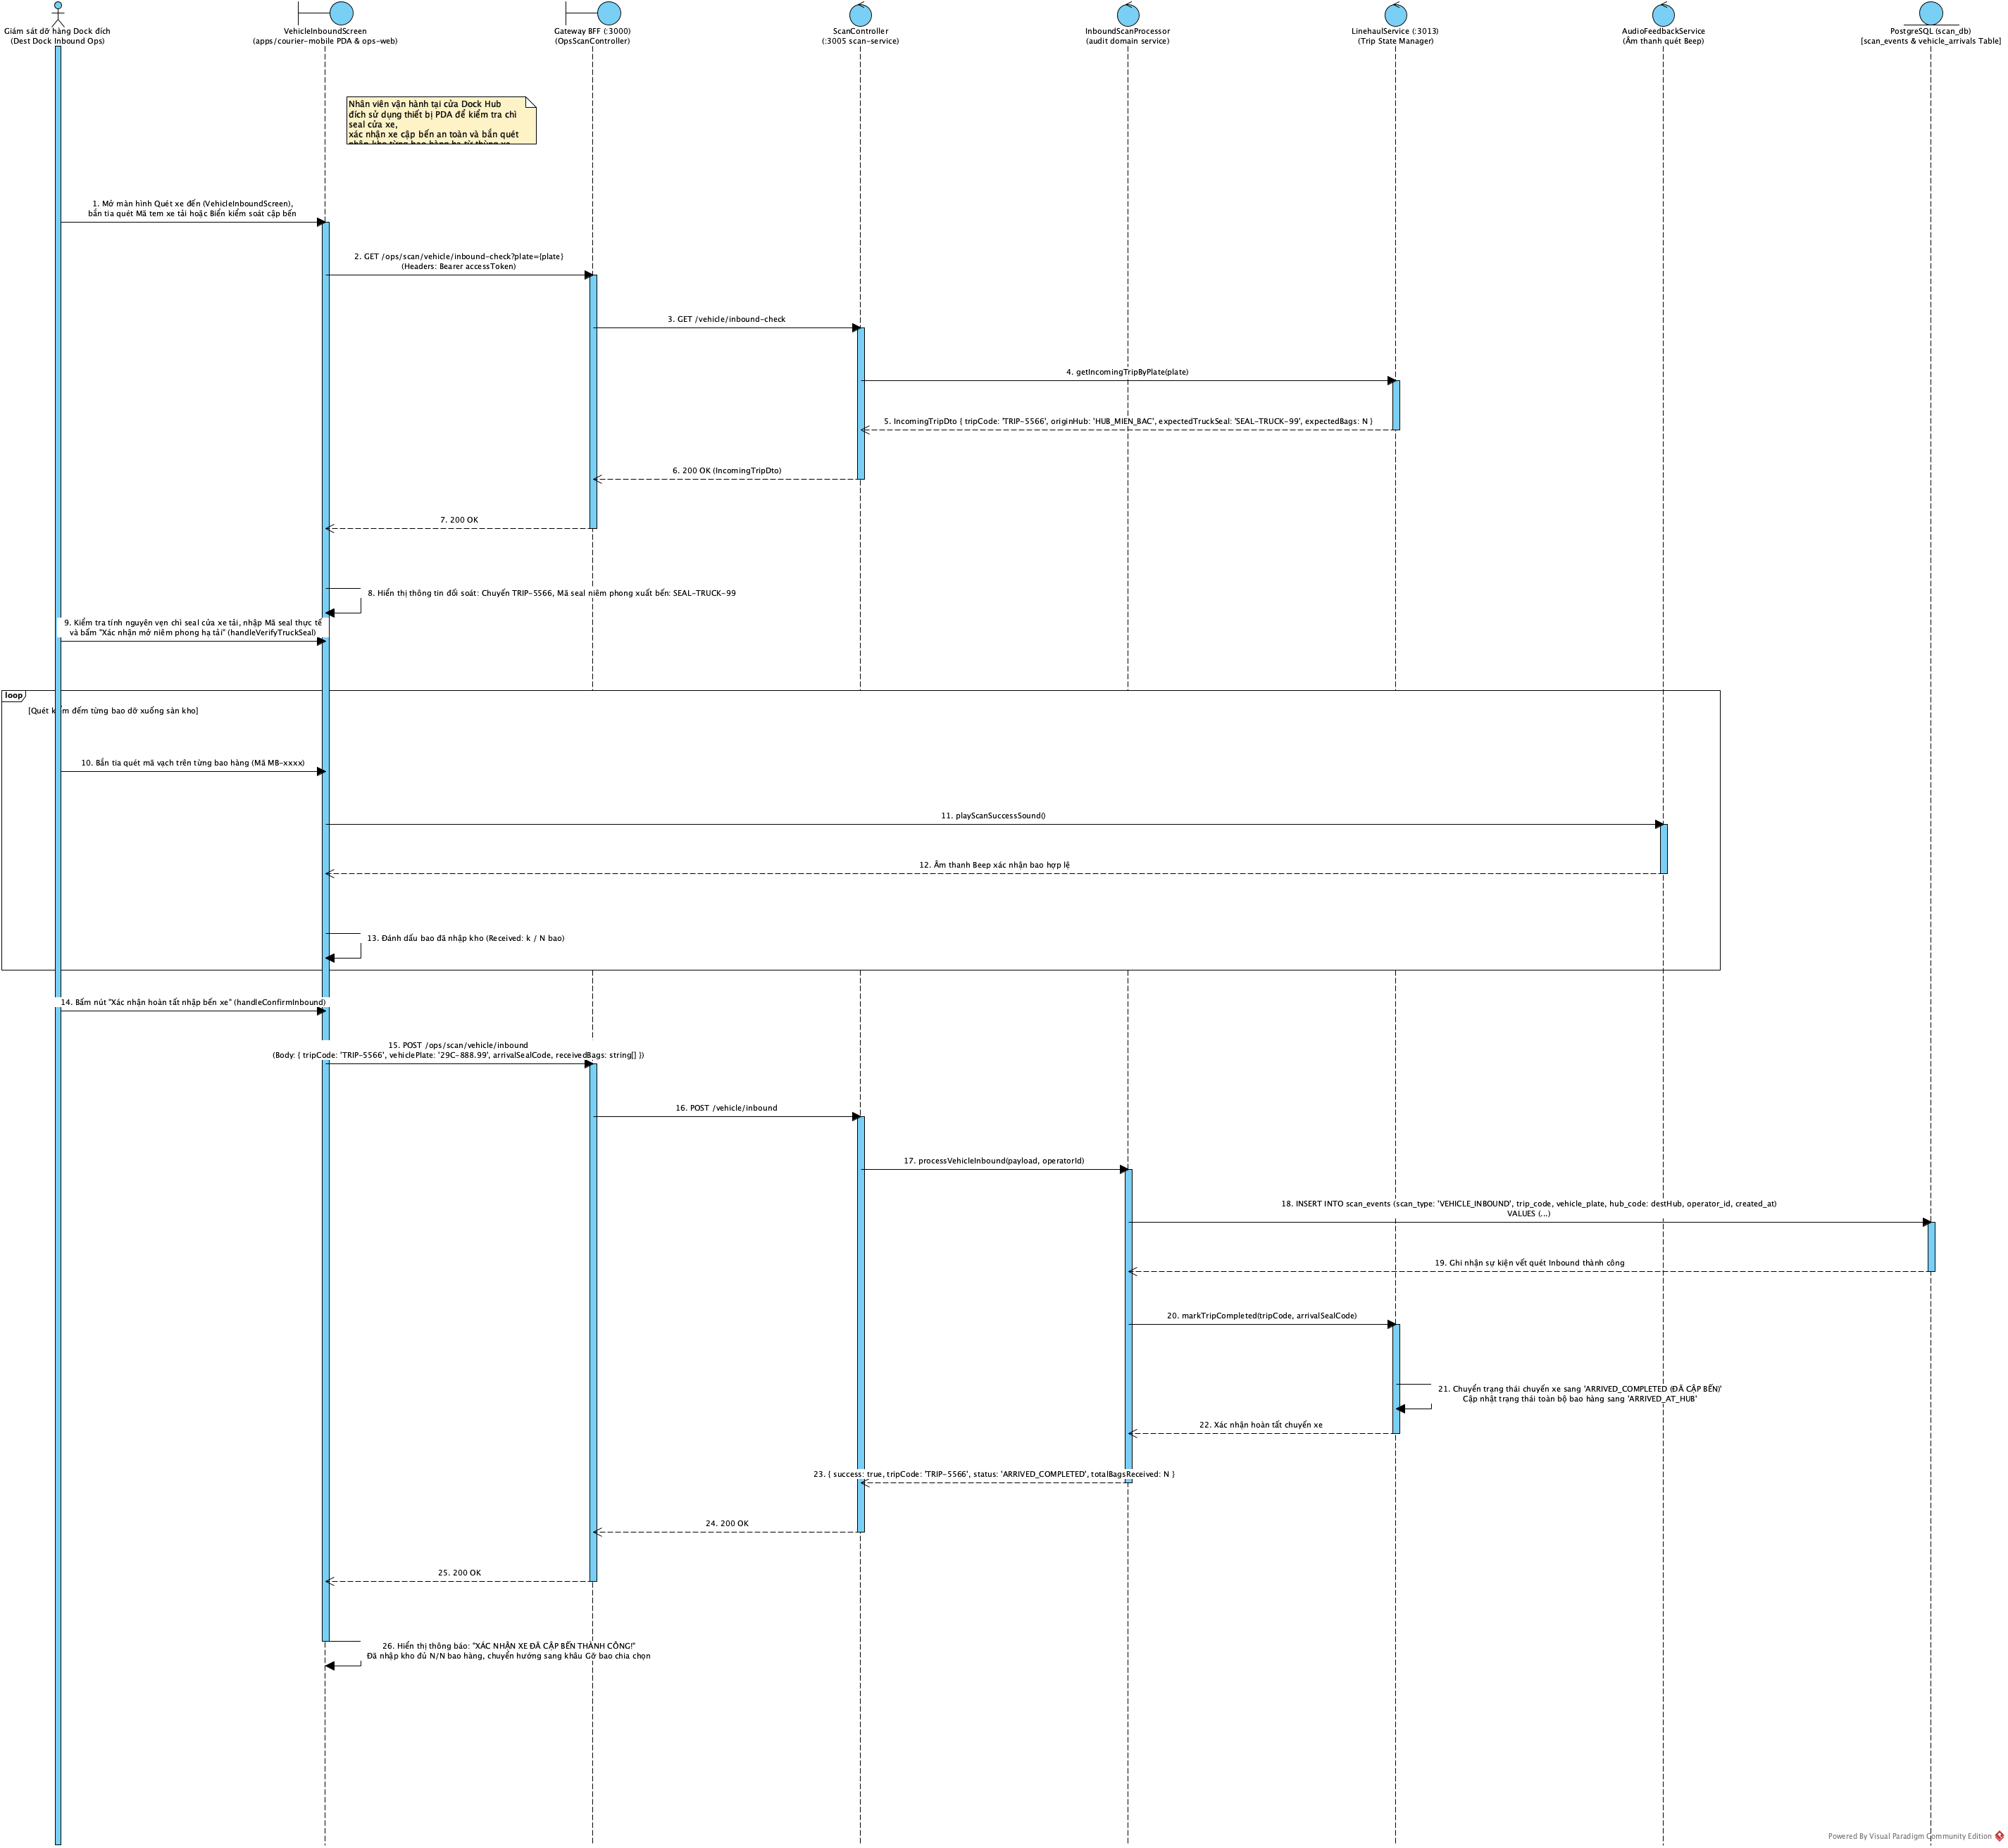 Giám sát dỡ hàng Dock đích
(Dest Dock Inbound Ops)
VehicleInboundScreen
(apps/courier-mobile PDA & ops-web)
Gateway BFF (:3000)
(OpsScanController)
ScanController
(:3005 scan-service)
InboundScanProcessor
(audit domain service)
LinehaulService (:3013)
(Trip State Manager)
AudioFeedbackService
(Âm thanh quét Beep)
PostgreSQL (scan_db)
[scan_events & vehicle_arrivals Table]
Nhân viên vận hành tại cửa Dock Hub
đích sử dụng thiết bị PDA để kiểm tra chì
seal cửa xe,
xác nhận xe cập bến an toàn và bắn quét
nhập kho từng bao hàng hạ từ thùng xe
1. Mở màn hình Quét xe đến (VehicleInboundScreen),
bắn tia quét Mã tem xe tải hoặc Biển kiểm soát cập bến
2. GET /ops/scan/vehicle/inbound-check?plate={plate}
(Headers: Bearer accessToken)
3. GET /vehicle/inbound-check
4. getIncomingTripByPlate(plate)
5. IncomingTripDto { tripCode: 'TRIP-5566', originHub: 'HUB_MIEN_BAC', expectedTruckSeal: 'SEAL-TRUCK-99', expectedBags: N }
6. 200 OK (IncomingTripDto)
7. 200 OK
8. Hiển thị thông tin đối soát: Chuyến TRIP-5566, Mã seal niêm phong xuất bến: SEAL-TRUCK-99
9. Kiểm tra tính nguyên vẹn chì seal cửa xe tải, nhập Mã seal thực tế
và bấm "Xác nhận mở niêm phong hạ tải" (handleVerifyTruckSeal)
loop
[Quét kiểm đếm từng bao dỡ xuống sàn kho]
10. Bắn tia quét mã vạch trên từng bao hàng (Mã MB-xxxx)
11. playScanSuccessSound()
12. Âm thanh Beep xác nhận bao hợp lệ
13. Đánh dấu bao đã nhập kho (Received: k / N bao)
14. Bấm nút "Xác nhận hoàn tất nhập bến xe" (handleConfirmInbound)
15. POST /ops/scan/vehicle/inbound
(Body: { tripCode: 'TRIP-5566', vehiclePlate: '29C-888.99', arrivalSealCode, receivedBags: string[] })
16. POST /vehicle/inbound
17. processVehicleInbound(payload, operatorId)
18. INSERT INTO scan_events (scan_type: 'VEHICLE_INBOUND', trip_code, vehicle_plate, hub_code: destHub, operator_id, created_at)
VALUES (...)
19. Ghi nhận sự kiện vết quét Inbound thành công
20. markTripCompleted(tripCode, arrivalSealCode)
21. Chuyển trạng thái chuyến xe sang 'ARRIVED_COMPLETED (ĐÃ CẬP BẾN)'
Cập nhật trạng thái toàn bộ bao hàng sang 'ARRIVED_AT_HUB'
22. Xác nhận hoàn tất chuyến xe
23. { success: true, tripCode: 'TRIP-5566', status: 'ARRIVED_COMPLETED', totalBagsReceived: N }
24. 200 OK
25. 200 OK
26. Hiển thị thông báo: "XÁC NHẬN XE ĐÃ CẬP BẾN THÀNH CÔNG!"
Đã nhập kho đủ N/N bao hàng, chuyển hướng sang khâu Gỡ bao chia chọn
Powered By Visual Paradigm Community Edition